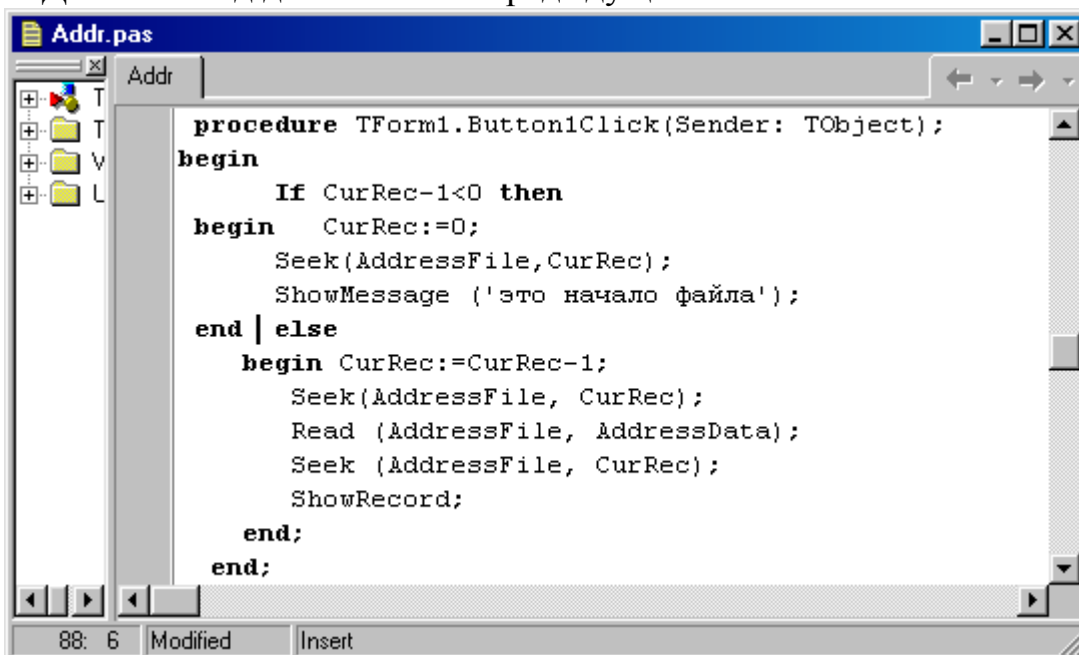 Addr.pas
Addr
T
T
V
L
procedure TForm1.Button1Click(Sender: TObject);
begin
If CurRec-1<0 then
begin CurRec:=0;
Seek(AddressFile,CurRec);
ShowMessage ('это начало файла');
end else
begin CurRec:=CurRec-1;
Seek(AddressFile, CurRec);
Read (AddressFile, AddressData);
Seek (AddressFile, CurRec);
ShowRecord;
end;
end;
88: 6 Modified Insert